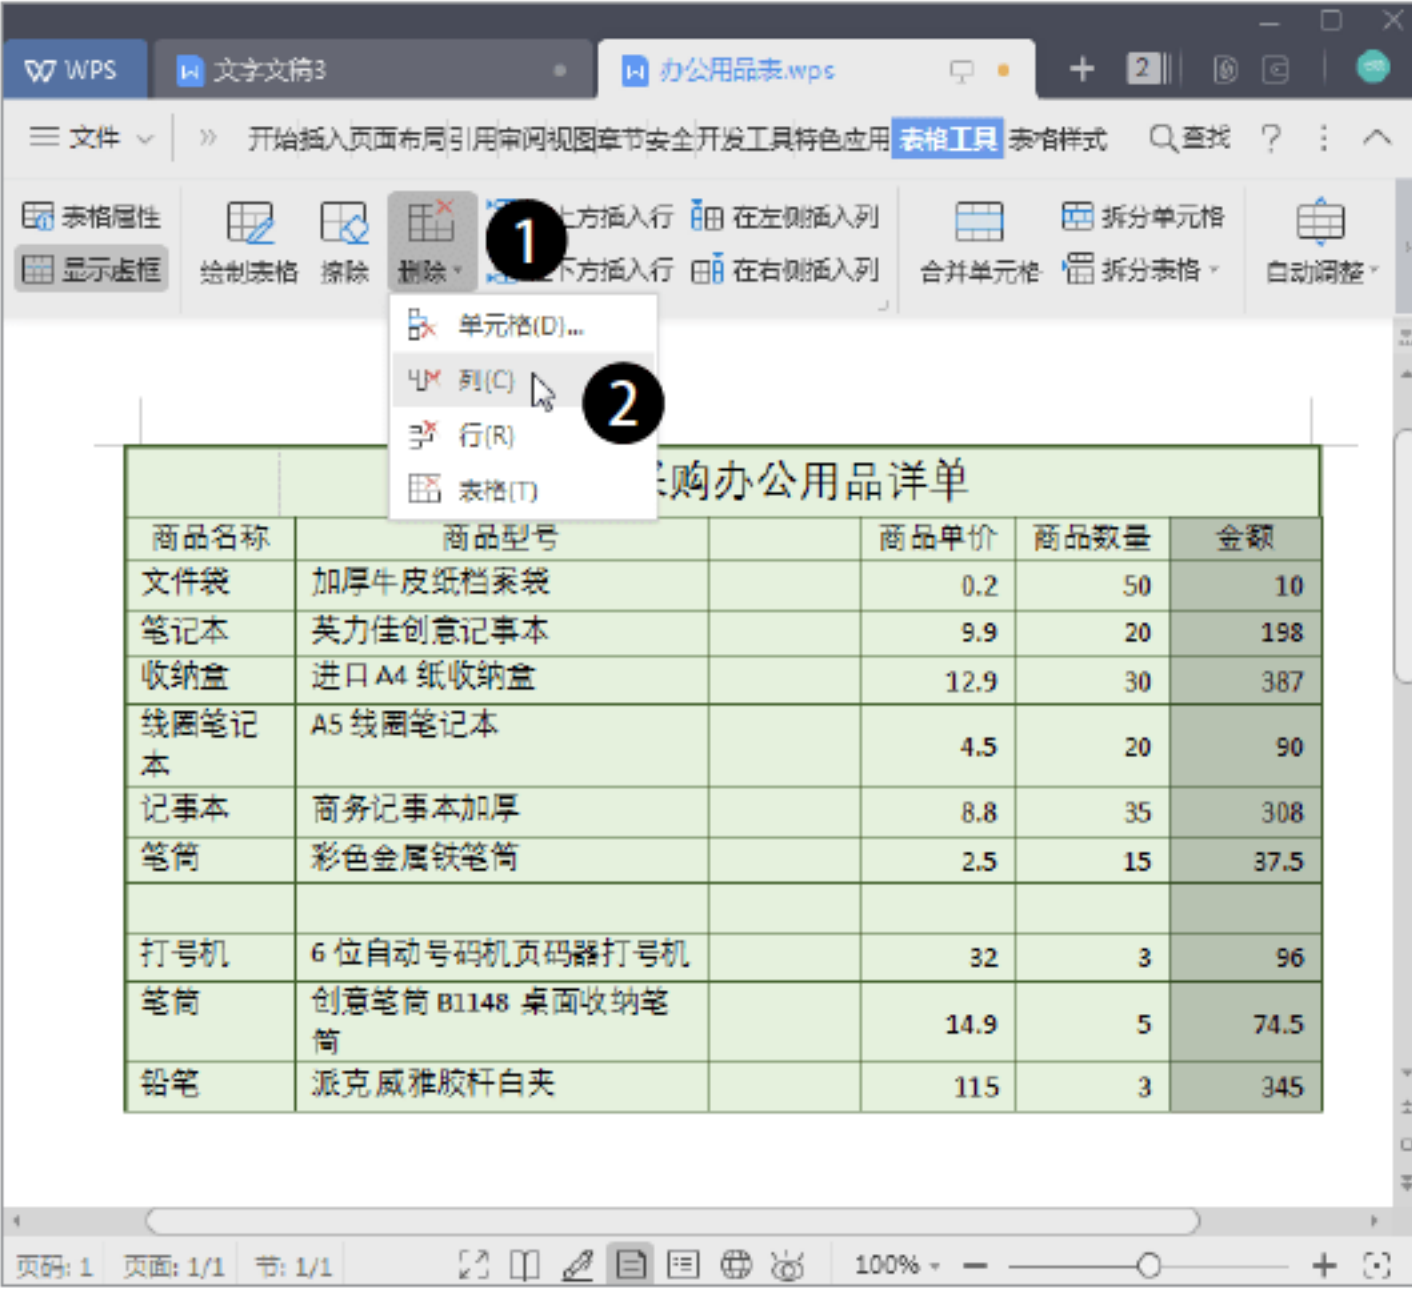 WPS 文字文稿3 办公用品表.wps 2
文件 开始 插入 页面布局 引用 审阅 视图 章节 安全 开发工具 特色应用 表格工具 表格样式 查找 ?
表格属性 上方插入行 在左侧插入列 拆分单元格
显示虚框 绘制表格 擦除 删除 下方插入行 在右侧插入列 合并单元格 拆分表格 自动调整
1
单元格(D)...
列(C)
2
行(R)
表格(T)
采购办公用品详单
商品名称 商品型号 商品单价 商品数量 金额
文件袋 加厚牛皮纸档案袋 0.2 50 10
笔记本 英力佳创意记事本 9.9 20 198
收纳盒 进口 A4 纸收纳盒 12.9 30 387
线圈笔记 A5 线圈笔记本 4.5 20 90
本
记事本 商务记事本加厚 8.8 35 308
笔筒 彩色金属铁笔筒 2.5 15 37.5
打号机 6 位自动号码机页码器打号机 32 3 96
笔筒 创意笔筒 B1148 桌面收纳笔 14.9 5 74.5
筒
铅笔 派克威雅胶杆白夹 115 3 345
页码: 1 页面: 1/1 节: 1/1 100%